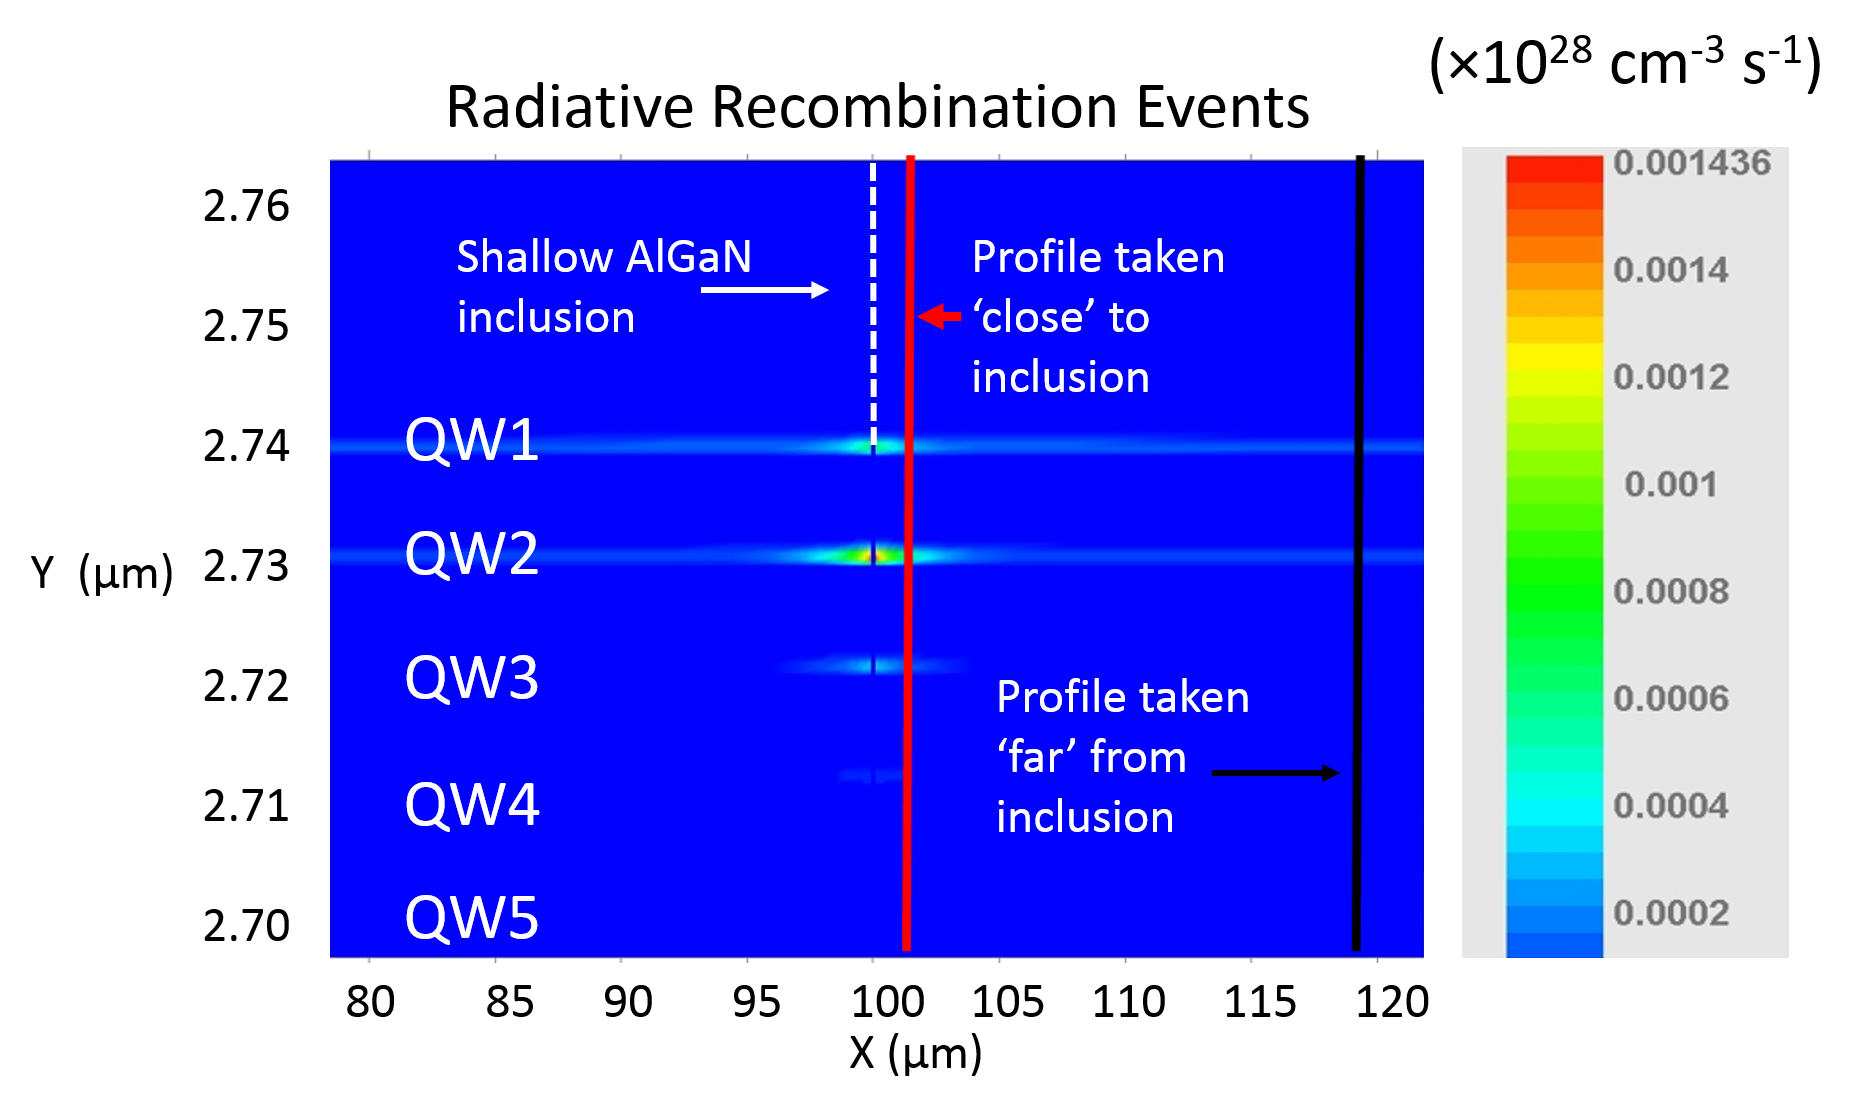 (×10²⁸ cm⁻³ s⁻¹)
Radiative Recombination Events
0.001436
0.0014
0.0012
0.001
0.0008
0.0006
0.0004
0.0002
Y (μm)
2.76
2.75
2.74
2.73
2.72
2.71
2.70
Shallow AlGaN
inclusion
Profile taken
‘close’ to
inclusion
QW1
QW2
QW3
QW4
QW5
Profile taken
‘far’ from
inclusion
80 85 90 95 100 105 110 115 120
X (μm)